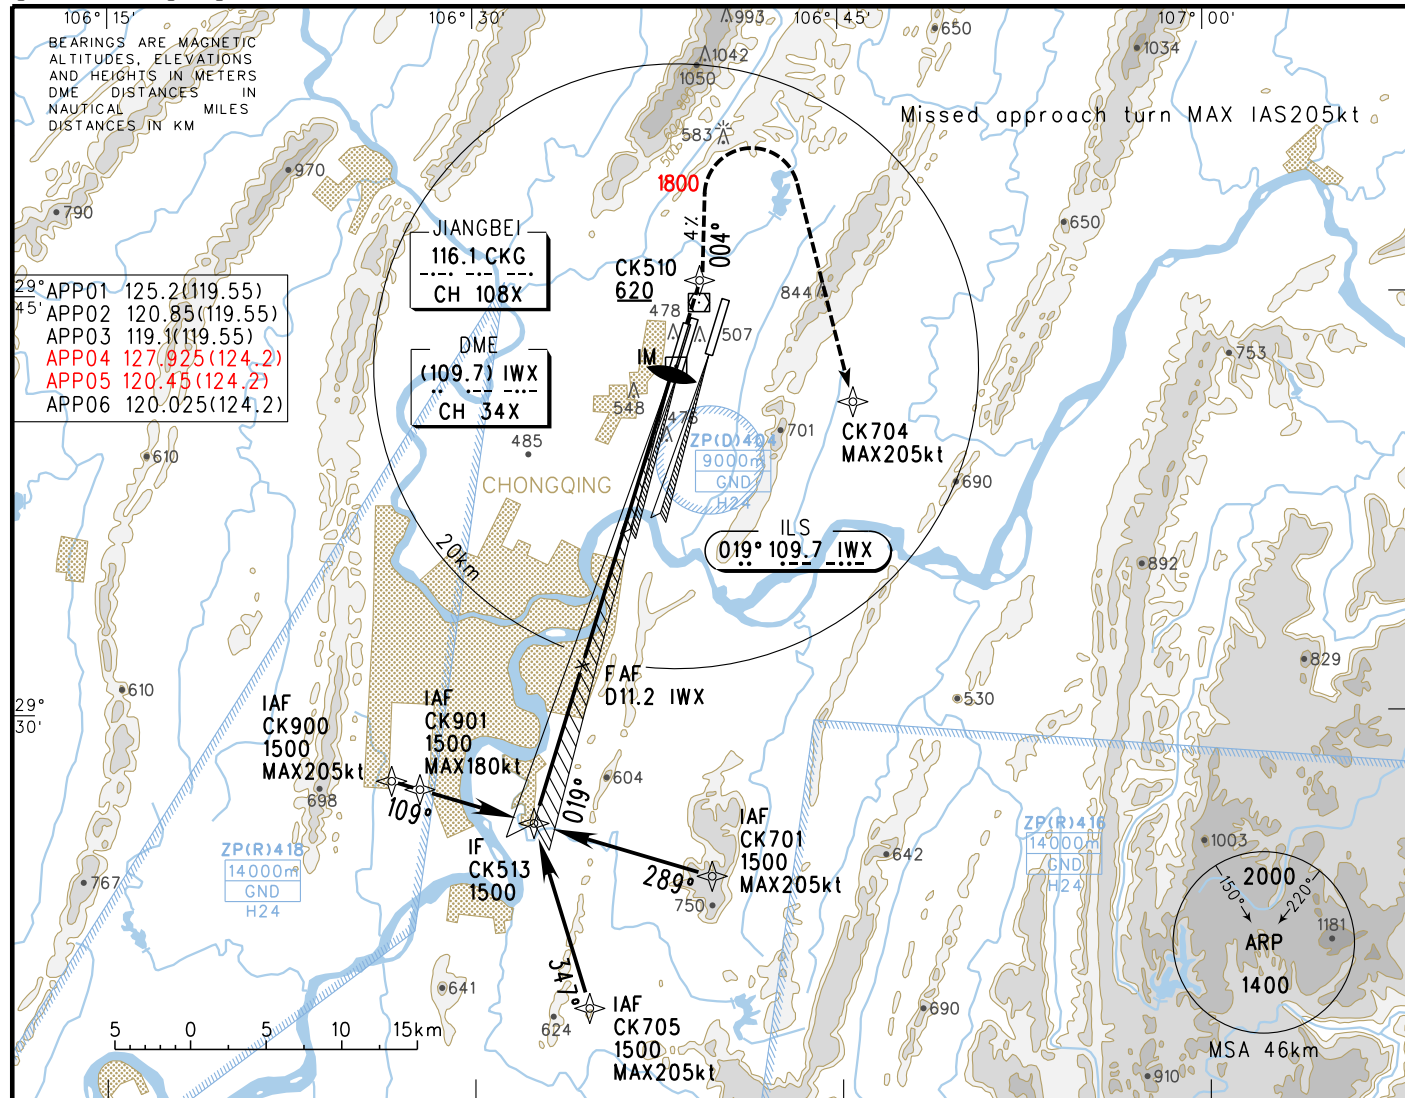 106° 15'
106° 30'
106° 45'
107° 00'
BEARINGS ARE MAGNETIC
ALTITUDES, ELEVATIONS
AND HEIGHTS IN METERS
DME DISTANCES IN
NAUTICAL MILES
DISTANCES IN KM
993
1042
1050
650
1034
Missed approach turn MAX IAS205kt
583
970
790
1800
650
JIANGBEI
116.1 CKG
CH 108X
4%
004°
CK510
620
29°
45'
APP01 125.2(119.55)
APP02 120.85(119.55)
APP03 119.1(119.55)
APP04 127.925(124.2)
APP05 120.45(124.2)
APP06 120.025(124.2)
844
478
507
753
DME
(109.7) IWX
CH 34X
IM
548
476
485
701
CK704
MAX205kt
ZP(D)404
9000m
GND
H24
610
690
CHONGQING
ILS
019° 109.7 IWX
20km
892
829
FAF
D11.2 IWX
610
530
29°
30'
IAF
CK900
1500
MAX205kt
IAF
CK901
1500
MAX180kt
698
109°
604
019°
IF
CK513
1500
IAF
CK701
1500
MAX205kt
289°
750
642
ZP(R)418
14000m
GND
H24
ZP(R)416
14000m
GND
H24
767
1003
2000
150°
220°
ARP
1400
1181
MSA 46km
347°
IAF
CK705
1500
MAX205kt
641
624
690
910
5 0 5 10 15km